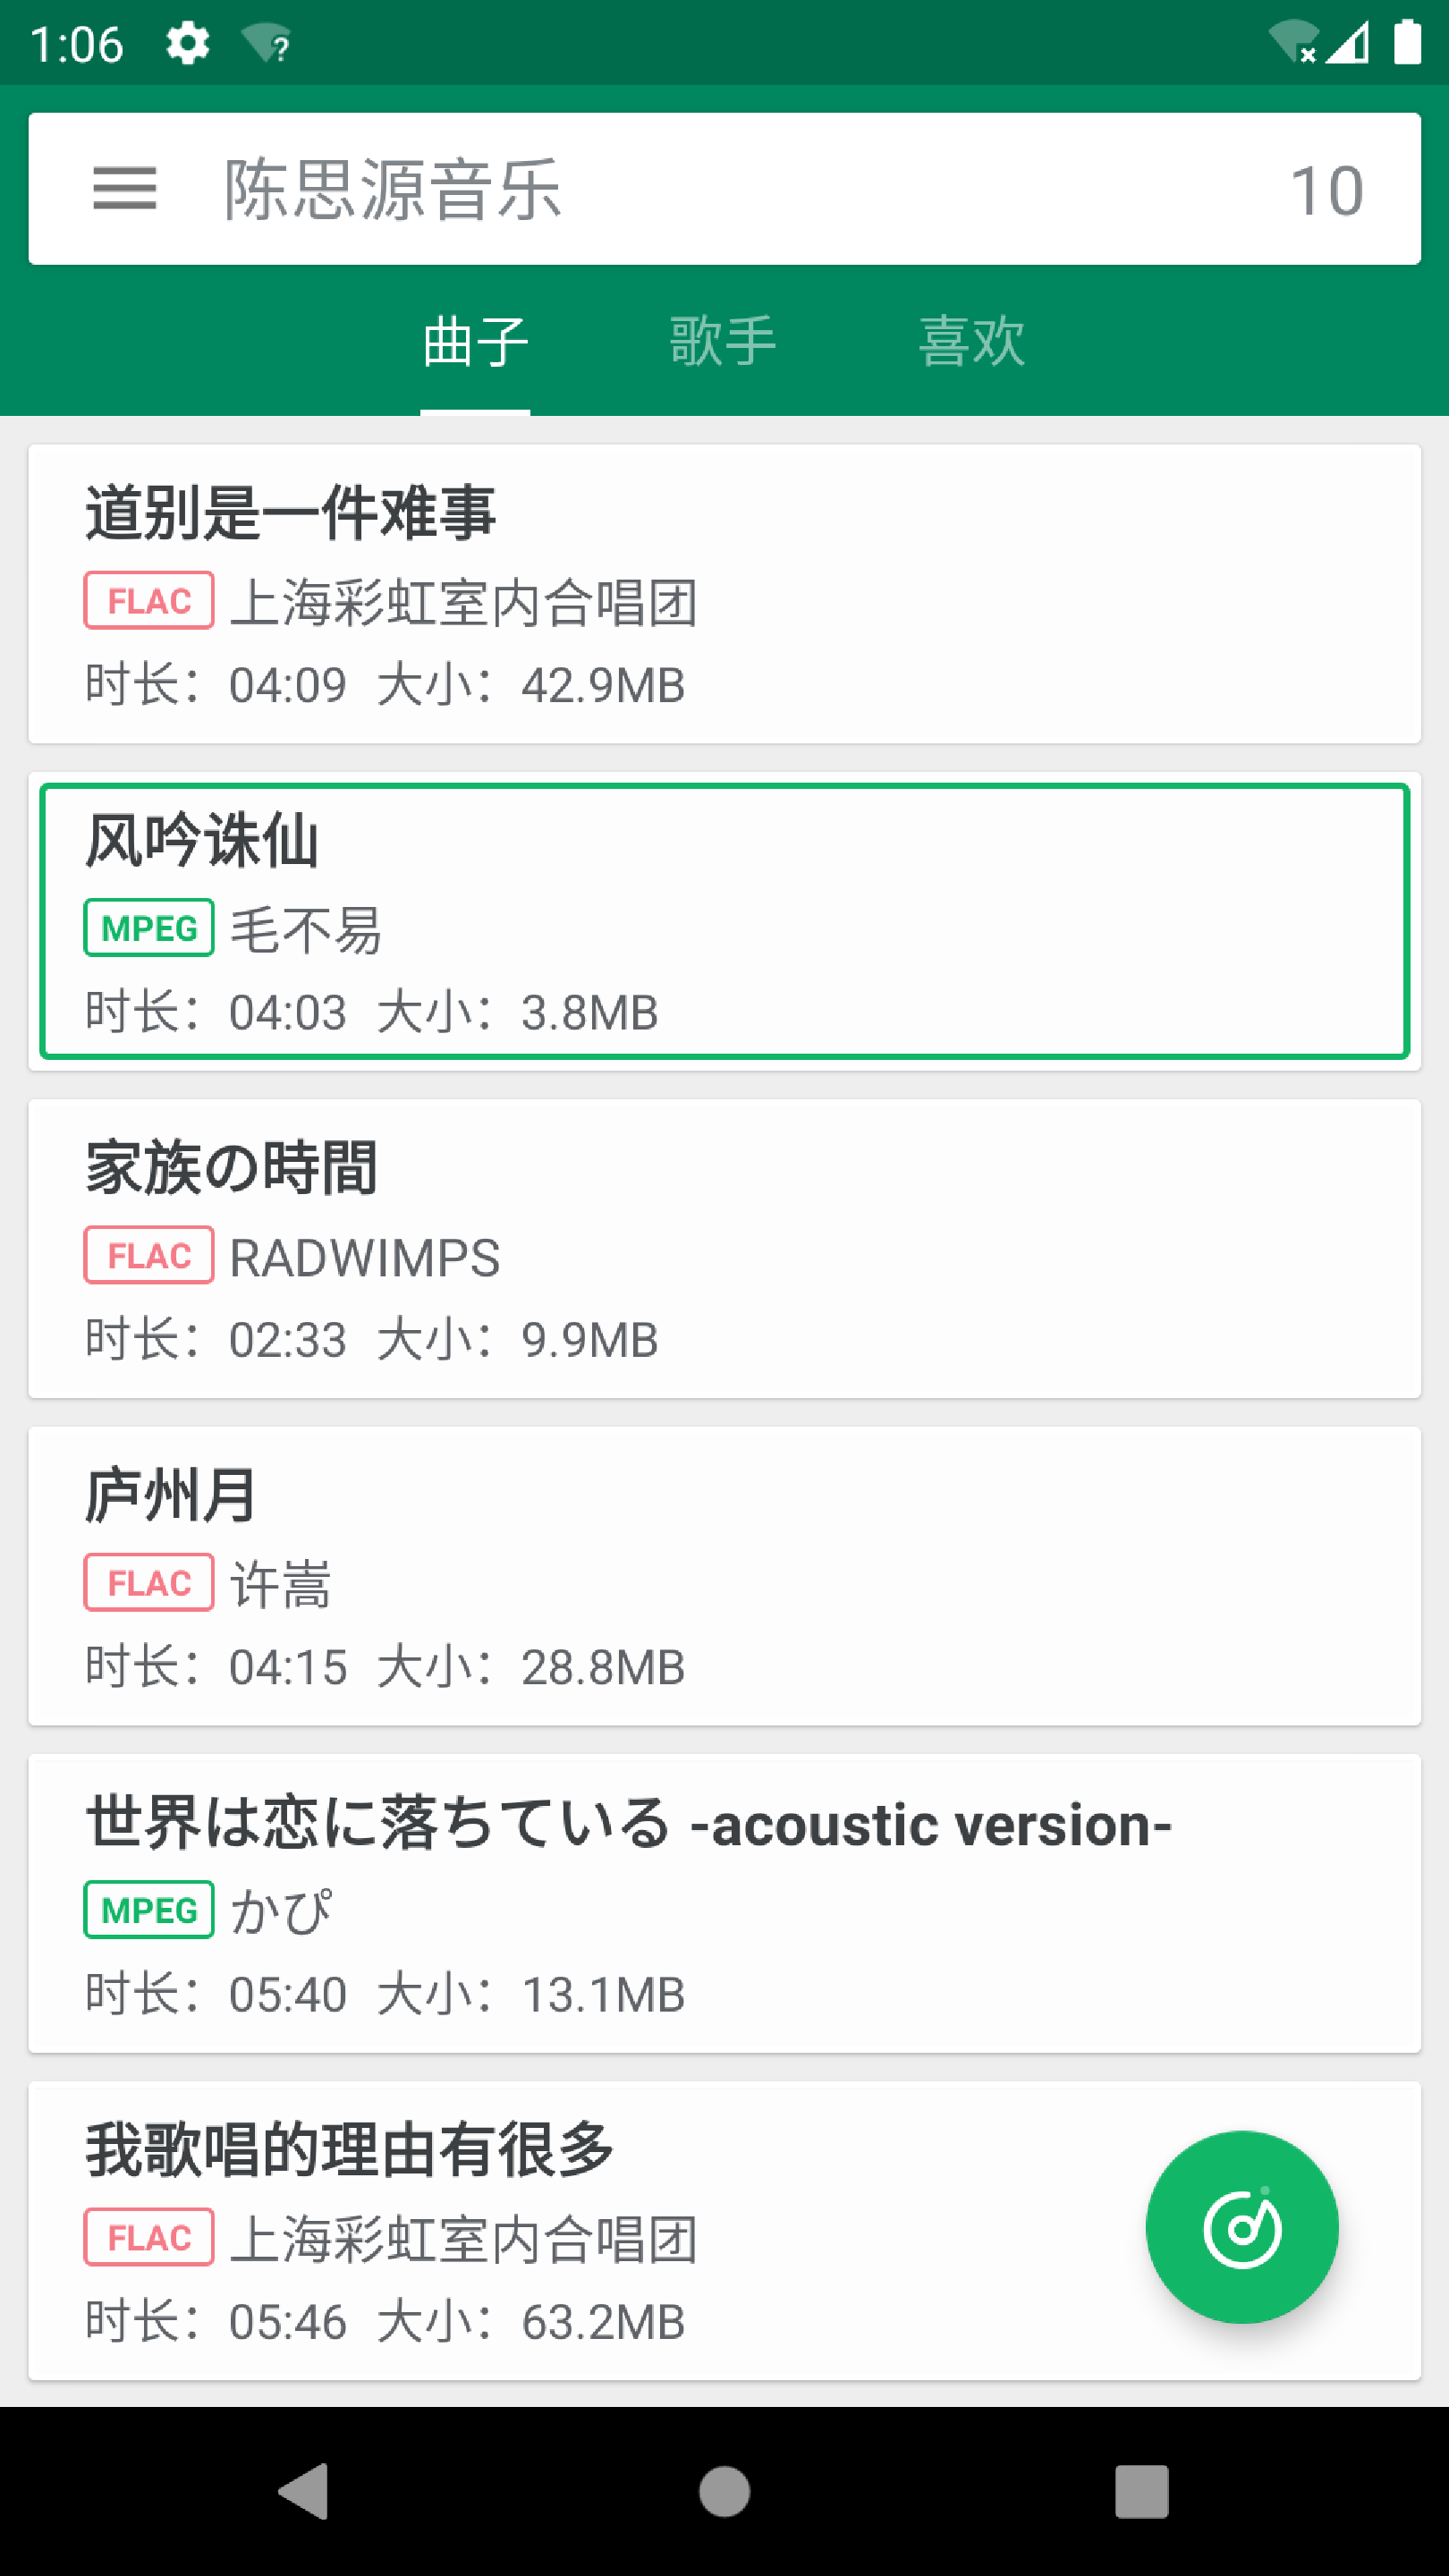 1:06
陈思源音乐 10
曲子 歌手 喜欢
道别是一件难事
FLAC 上海彩虹室内合唱团
时长：04:09 大小：42.9MB
风吟诛仙
MPEG 毛不易
时长：04:03 大小：3.8MB
家族の時間
FLAC RADWIMPS
时长：02:33 大小：9.9MB
庐州月
FLAC 许嵩
时长：04:15 大小：28.8MB
世界は恋に落ちている -acoustic version-
MPEG かぴ
时长：05:40 大小：13.1MB
我歌唱的理由有很多
FLAC 上海彩虹室内合唱团
时长：05:46 大小：63.2MB